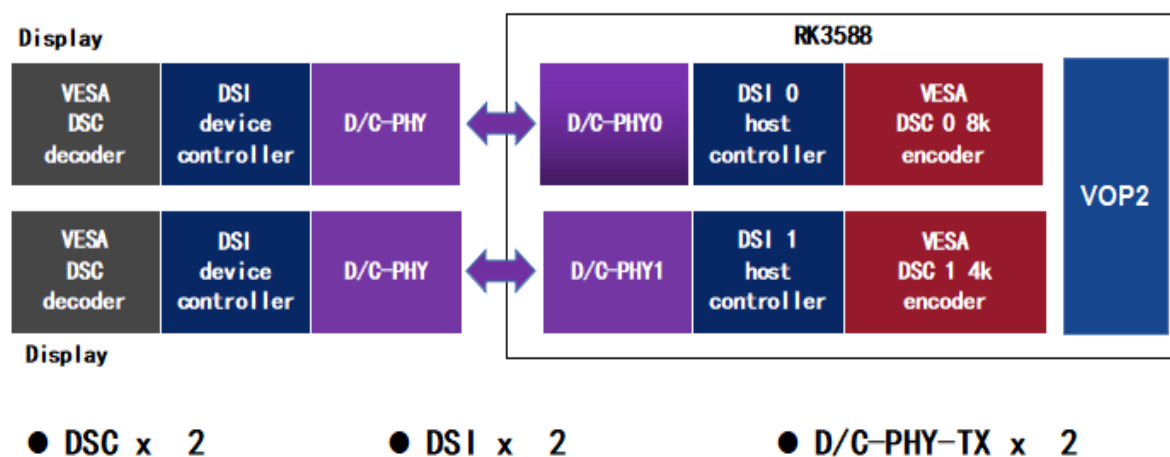 Display
RK3588
VESA
DSC
decoder
DSI
device
controller
D/C-PHY
D/C-PHY0
DSI 0
host
controller
VESA
DSC 0 8k
encoder
VOP2
VESA
DSC
decoder
DSI
device
controller
D/C-PHY
D/C-PHY1
DSI 1
host
controller
VESA
DSC 1 4k
encoder
Display
● DSC x 2
● DSI x 2
● D/C-PHY-TX x 2